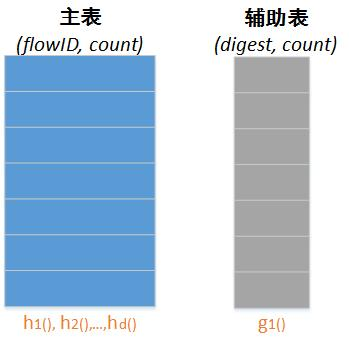 主表
(flowID, count)
辅助表
(digest, count)
h1(), h2(),...,hd()
g1()